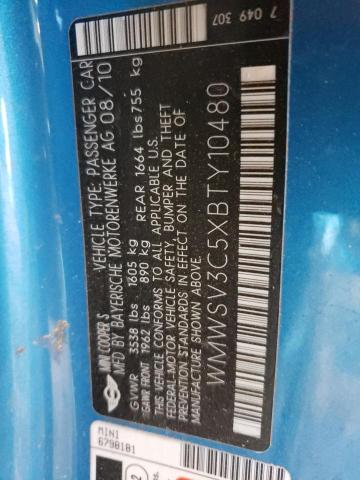 7 049 307
MINI COOPER S
VEHICLE TYPE: PASSENGER CAR
MFD BY BAYERISCHE MOTORENWERKE AG 08/10
GVWR 3538 lbs 1605 kg
GAWR FRONT 1962 lbs 890 kg REAR 1664 lbs 755 kg
THIS CONFORMS TO ALL APPLICABLE U.S.
FEDERAL-MOTOR VEHICLE SAFETY, BUMPER AND THEFT
PREVENTION STANDARDS IN EFFECT ON THE DATE OF
MANUFACTURE SHOWN ABOVE.
WMWSV3C5XBTY10480
MINI
6798181
2